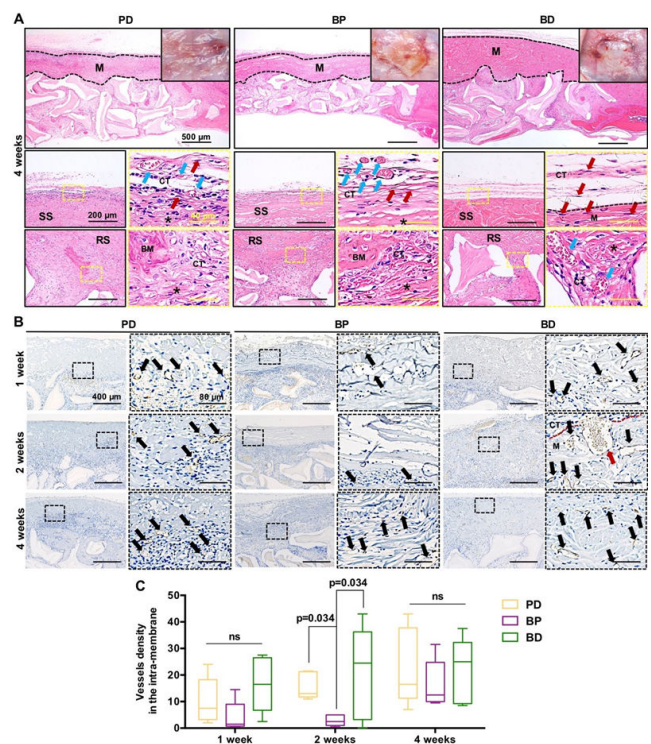 A
PD BP BD
M M M
500 µm
4 weeks
CT CT CT
SS SS SS M
200 µm 50 µm
* *
RS BM CT RS BM CT RS CT
* * *
B
PD BP BD
1 week
400 µm 80 µm
2 weeks
CT
M
4 weeks
C
Vessels density
in the intra-membrane
50
40
30
20
10
0
ns
p=0.034
p=0.034
ns
PD
BP
BD
1 week 2 weeks 4 weeks